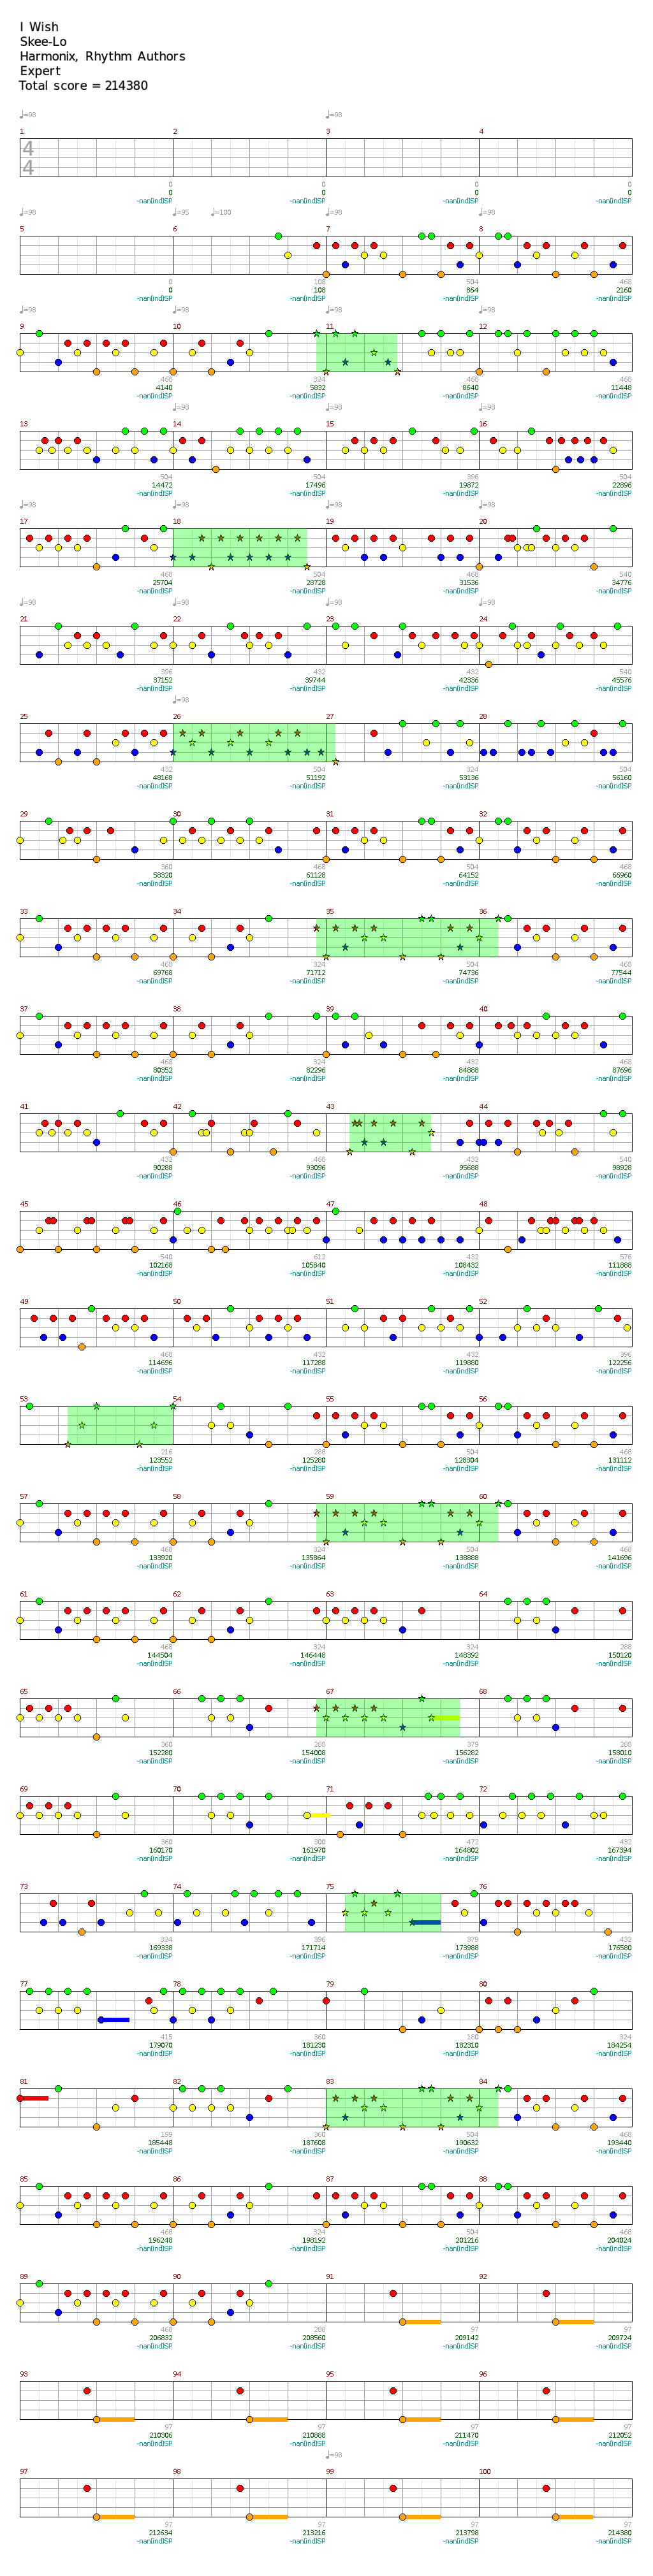 I Wish
Skee-Lo
Harmonix, Rhythm Authors
Expert
Total score = 214380
♩=98 ♩=98
1 2 3 4
4
4
0 0 0 0
0 0 0 0
-nan(ind)SP -nan(ind)SP -nan(ind)SP -nan(ind)SP
♩=98 ♩=95 ♩=100 ♩=98 ♩=98
5 6 7 8
0 108 504 468
0 108 864 2160
-nan(ind)SP -nan(ind)SP -nan(ind)SP -nan(ind)SP
♩=98 ♩=98 ♩=98 ♩=98
9 10 11 12
468 324 468 468
4140 5832 8640 11448
-nan(ind)SP -nan(ind)SP -nan(ind)SP -nan(ind)SP
♩=98 ♩=98 ♩=98 ♩=98
13 14 15 16
504 504 396 504
14472 17496 19872 22896
-nan(ind)SP -nan(ind)SP -nan(ind)SP -nan(ind)SP
♩=98 ♩=98 ♩=98 ♩=98
17 18 19 20
468 504 468 540
25704 28728 31536 34776
-nan(ind)SP -nan(ind)SP -nan(ind)SP -nan(ind)SP
♩=98 ♩=98 ♩=98 ♩=98
21 22 23 24
396 432 432 540
37152 39744 42336 45576
-nan(ind)SP -nan(ind)SP -nan(ind)SP -nan(ind)SP
♩=98
25 26 27 28
432 504 324 504
48168 51192 53136 56160
-nan(ind)SP -nan(ind)SP -nan(ind)SP -nan(ind)SP
29 30 31 32
360 468 504 468
58320 61128 64152 66960
-nan(ind)SP -nan(ind)SP -nan(ind)SP -nan(ind)SP
33 34 35 36
468 324 504 468
69768 71712 74736 77544
-nan(ind)SP -nan(ind)SP -nan(ind)SP -nan(ind)SP
37 38 39 40
468 324 432 468
80352 82296 84888 87696
-nan(ind)SP -nan(ind)SP -nan(ind)SP -nan(ind)SP
41 42 43 44
432 468 432 540
90288 93096 95688 98928
-nan(ind)SP -nan(ind)SP -nan(ind)SP -nan(ind)SP
45 46 47 48
540 612 432 576
102168 105840 108432 111888
-nan(ind)SP -nan(ind)SP -nan(ind)SP -nan(ind)SP
49 50 51 52
468 432 432 396
114696 117288 119880 122256
-nan(ind)SP -nan(ind)SP -nan(ind)SP -nan(ind)SP
53 54 55 56
216 288 504 468
123552 125280 128304 131112
-nan(ind)SP -nan(ind)SP -nan(ind)SP -nan(ind)SP
57 58 59 60
468 324 504 468
133920 135864 138888 141696
-nan(ind)SP -nan(ind)SP -nan(ind)SP -nan(ind)SP
61 62 63 64
468 324 324 288
144504 146448 148392 150120
-nan(ind)SP -nan(ind)SP -nan(ind)SP -nan(ind)SP
65 66 67 68
360 288 379 288
152280 154008 156282 158010
-nan(ind)SP -nan(ind)SP -nan(ind)SP -nan(ind)SP
69 70 71 72
360 300 472 432
160170 161970 164802 167394
-nan(ind)SP -nan(ind)SP -nan(ind)SP -nan(ind)SP
73 74 75 76
324 396 379 432
169338 171714 173988 176580
-nan(ind)SP -nan(ind)SP -nan(ind)SP -nan(ind)SP
77 78 79 80
415 360 180 324
179070 181230 182310 184254
-nan(ind)SP -nan(ind)SP -nan(ind)SP -nan(ind)SP
81 82 83 84
199 360 504 468
185448 187608 190632 193440
-nan(ind)SP -nan(ind)SP -nan(ind)SP -nan(ind)SP
85 86 87 88
468 324 504 468
196248 198192 201216 204024
-nan(ind)SP -nan(ind)SP -nan(ind)SP -nan(ind)SP
89 90 91 92
468 288 97 97
206832 208560 209142 209724
-nan(ind)SP -nan(ind)SP -nan(ind)SP -nan(ind)SP
93 94 95 96
97 97 97 97
210306 210888 211470 212052
-nan(ind)SP -nan(ind)SP -nan(ind)SP -nan(ind)SP
♩=98
97 98 99 100
97 97 97 97
212634 213216 213798 214380
-nan(ind)SP -nan(ind)SP -nan(ind)SP -nan(ind)SP